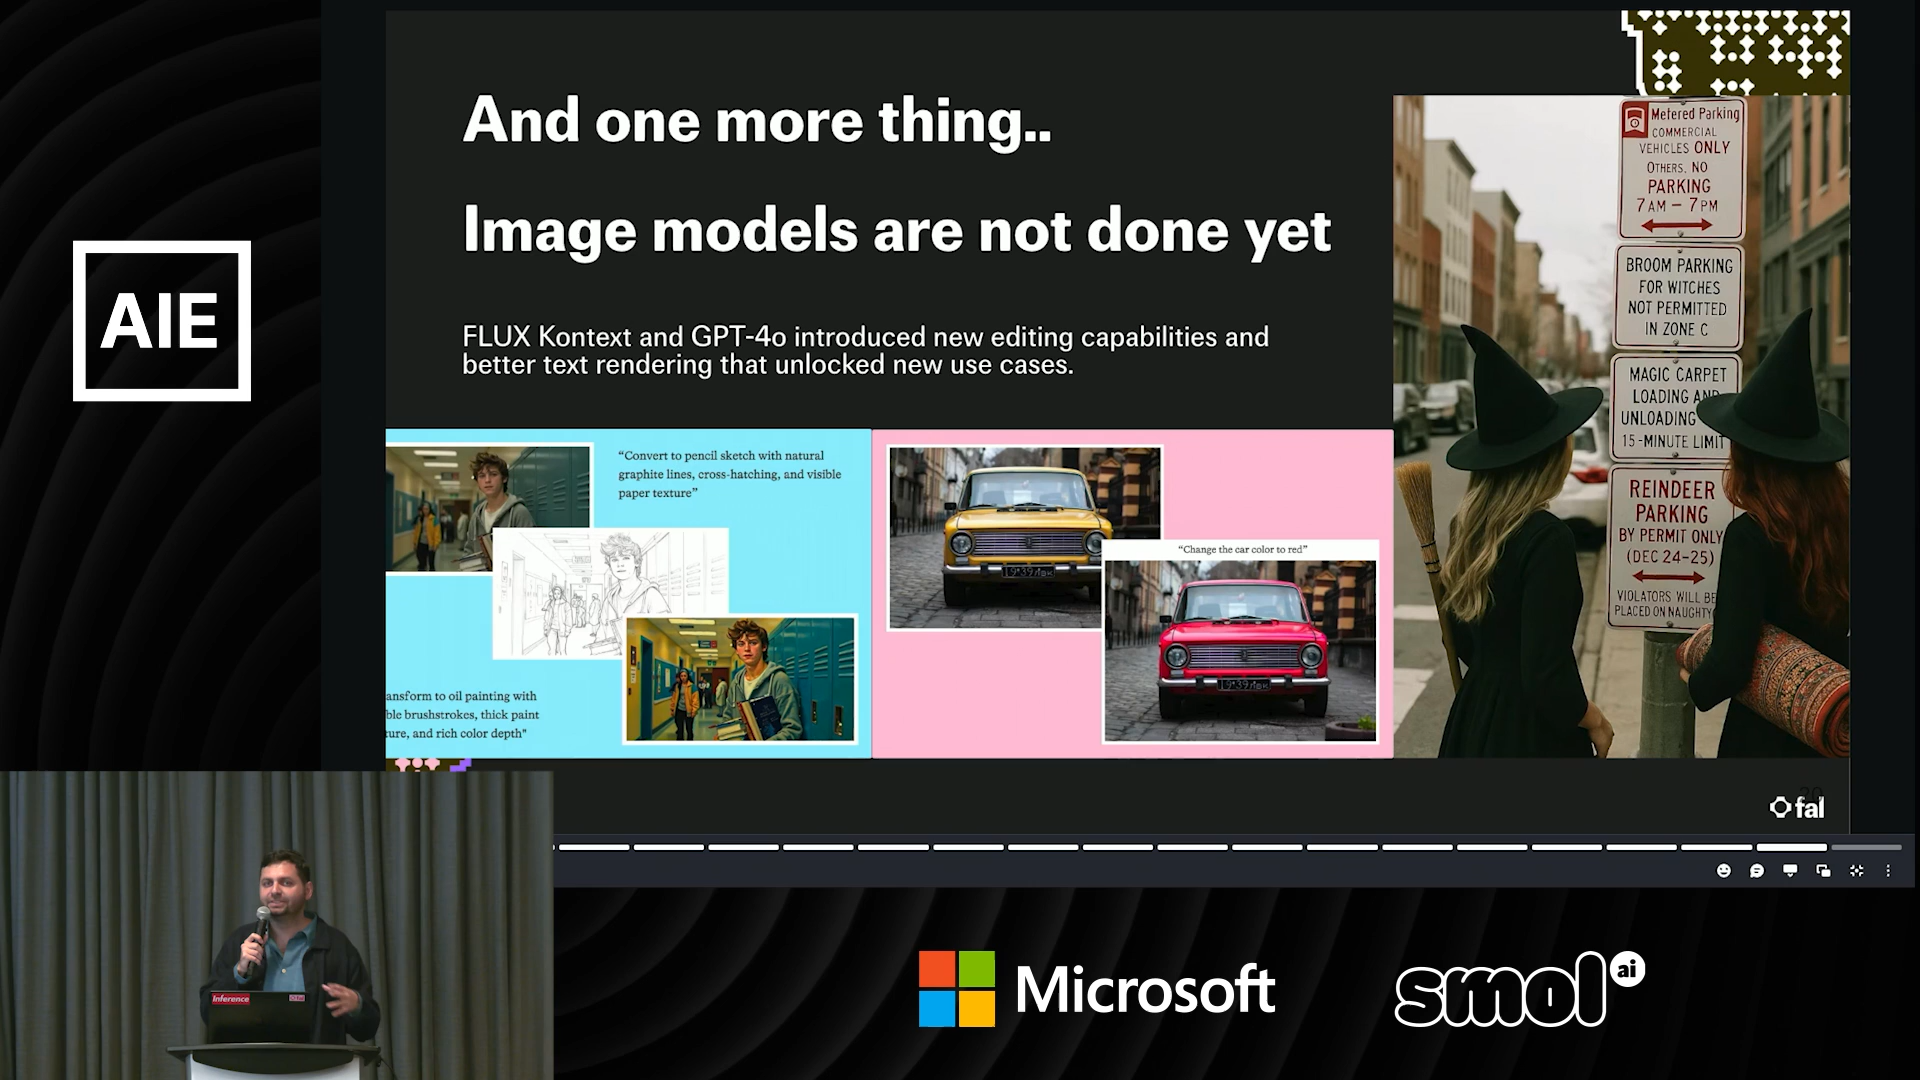 AIE
And one more thing..
Image models are not done yet
FLUX Kontext and GPT-4o introduced new editing capabilities and
better text rendering that unlocked new use cases.
“Convert to pencil sketch with natural
graphite lines, cross-hatching, and visible
paper texture”
ansform to oil painting with
ble brushstrokes, thick paint
ture, and rich color depth"
“Change the car color to red”
Metered Parking
COMMERCIAL
VEHICLES ONLY
OTHERS, NO
PARKING
7 AM – 7 PM
BROOM PARKING
FOR WITCHES
NOT PERMITTED
IN ZONE C
MAGIC CARPET
LOADING AND
UNLOADING
15-MINUTE LIMIT
REINDEER
PARKING
BY PERMIT ONLY
(DEC 24–25)
VIOLATORS WILL BE
PLACED ON NAUGHTY
fal
Inference
Microsoft
smol ai